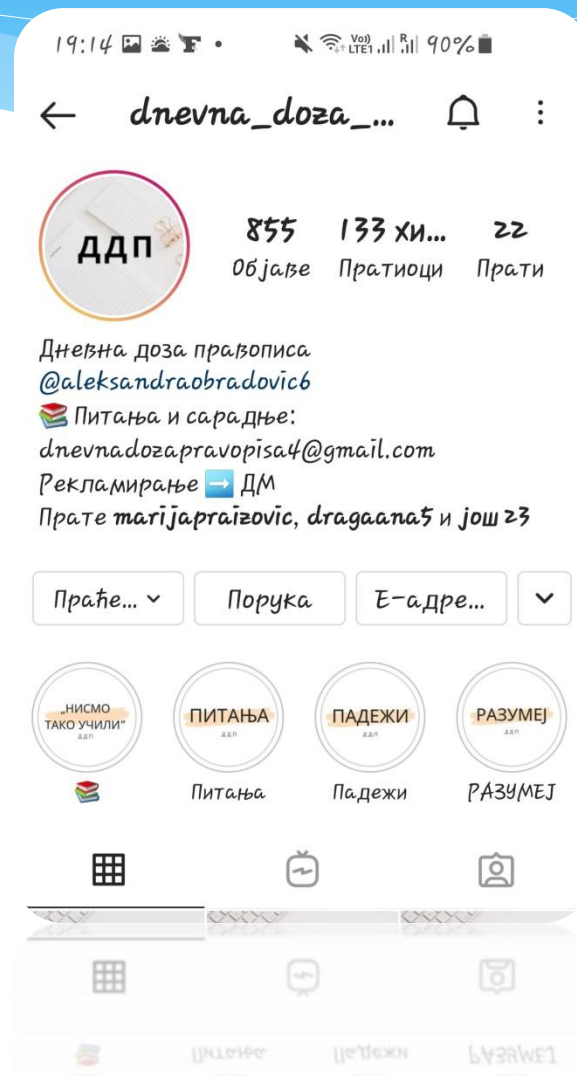 19:14 90%
dnevna_doza_...
ДДП
855 133 хи... 22
Објаве Пратиоци Прати
Дневна доза правописа
@aleksandraobradovic6
Питања и сарадње:
dnevnadozapravopisa4@gmail.com
Рекламирање ➡️ ДМ
Прате marijapraizovic, dragaana5 и још 23
Праће... Порука Е-адре...
„НИСМО ТАКО УЧИЛИ“ ДДП
ПИТАЊА ДДП
ПАДЕЖИ ДДП
РАЗУМЕЈ ДДП
Питања Падежи РАЗУМЕЈ